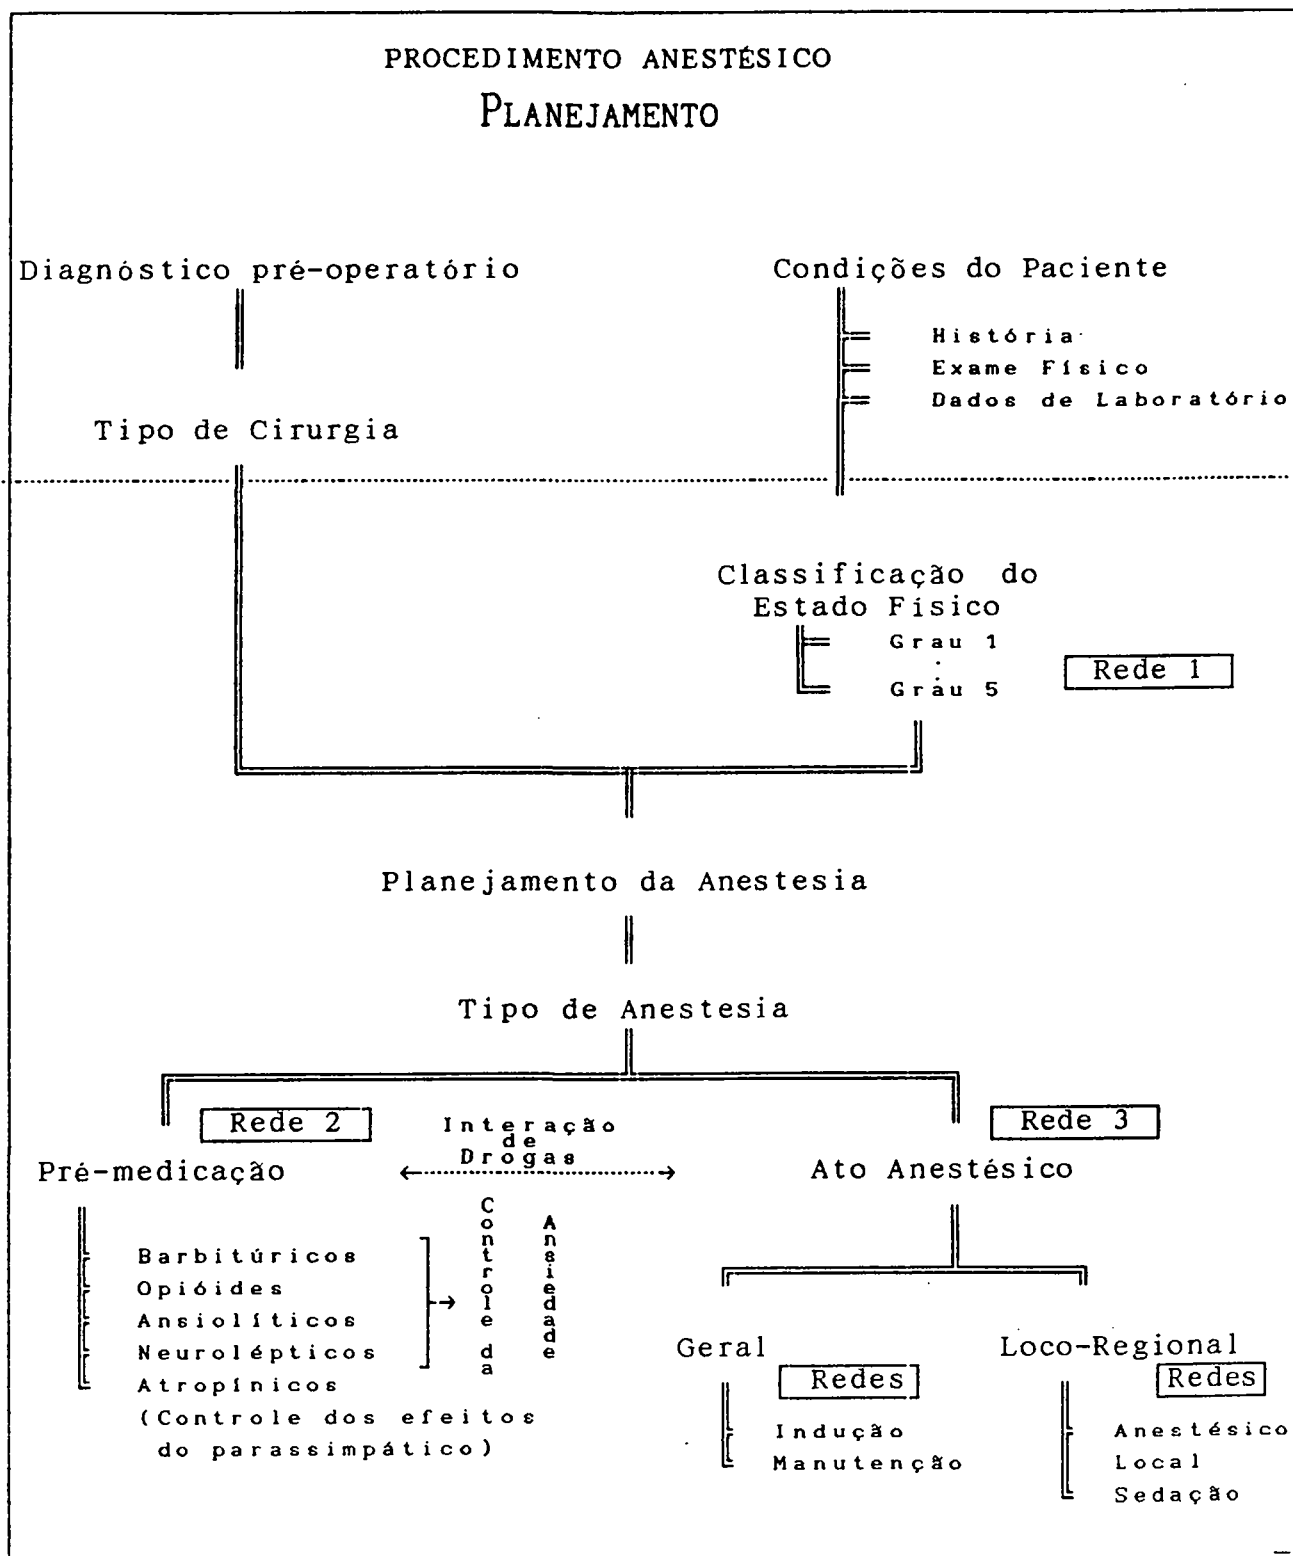 PROCEDIMENTO ANESTÉSICO
PLANEJAMENTO
Diagnóstico pré-operatório
Condições do Paciente
História
Exame Físico
Dados de Laboratório
Tipo de Cirurgia
Classificação do
Estado Físico
Grau 1
Grau 5
Rede 1
Planejamento da Anestesia
Tipo de Anestesia
Rede 2
Interação
de
Drogas
Rede 3
Pré-medicação
Ato Anestésico
Controle da
Ansiedade
Barbitúricos
Opióides
Ansiolíticos
Neurolépticos
Atropínicos
(Controle dos efeitos
do parassimpático)
Geral
Redes
Indução
Manutenção
Loco-Regional
Redes
Anestésico
Local
Sedação